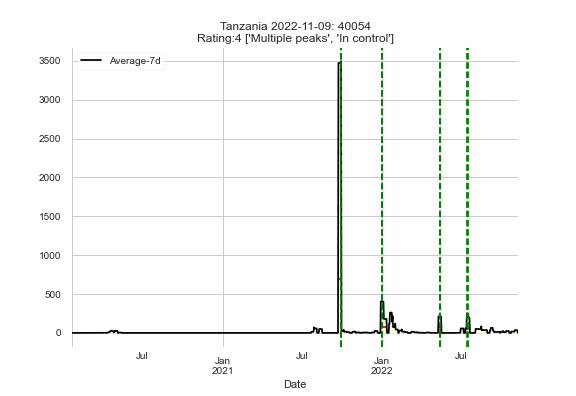 Tanzania 2022-11-09: 40054
Rating:4 ['Multiple peaks', 'In control']
Average-7d
3500
3000
2500
2000
1500
1000
500
0
Jul
Jan
2021
Jul
Jan
2022
Jul
Date